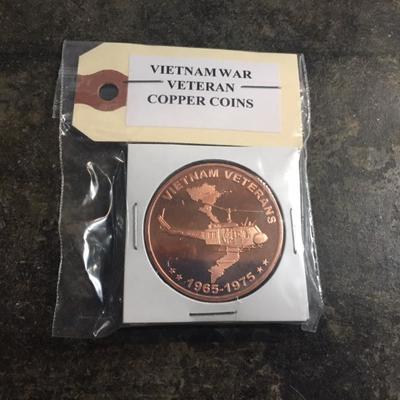 VIETNAM WAR
VETERAN
COPPER COINS
VIETNAM VETERANS
1965-1975